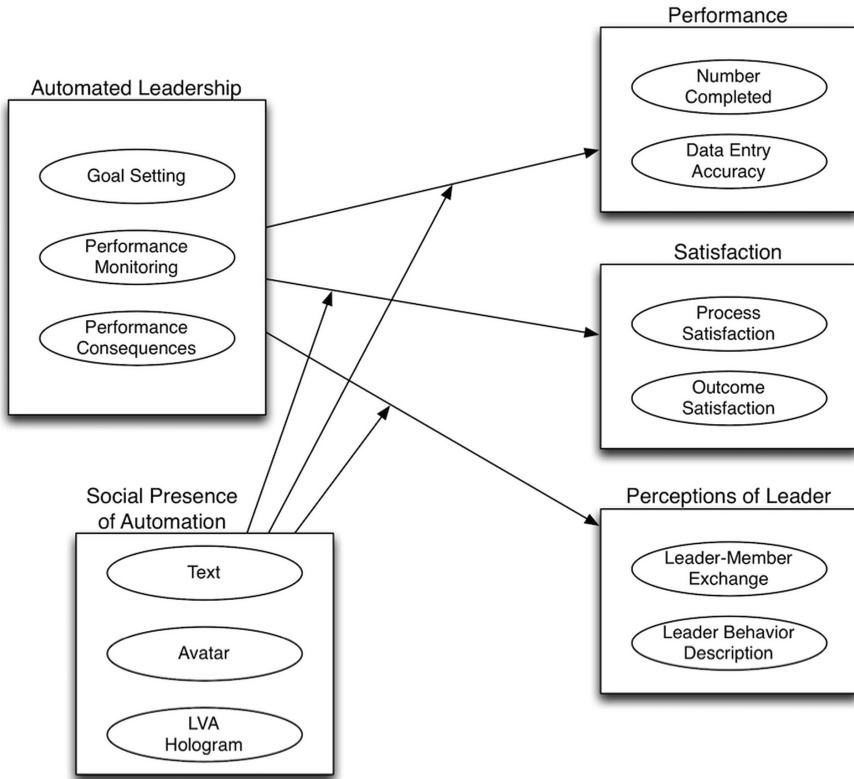 Automated Leadership
Goal Setting
Performance
Monitoring
Performance
Consequences
Social Presence
of Automation
Text
Avatar
LVA
Hologram
Performance
Number
Completed
Data Entry
Accuracy
Satisfaction
Process
Satisfaction
Outcome
Satisfaction
Perceptions of Leader
Leader-Member
Exchange
Leader Behavior
Description